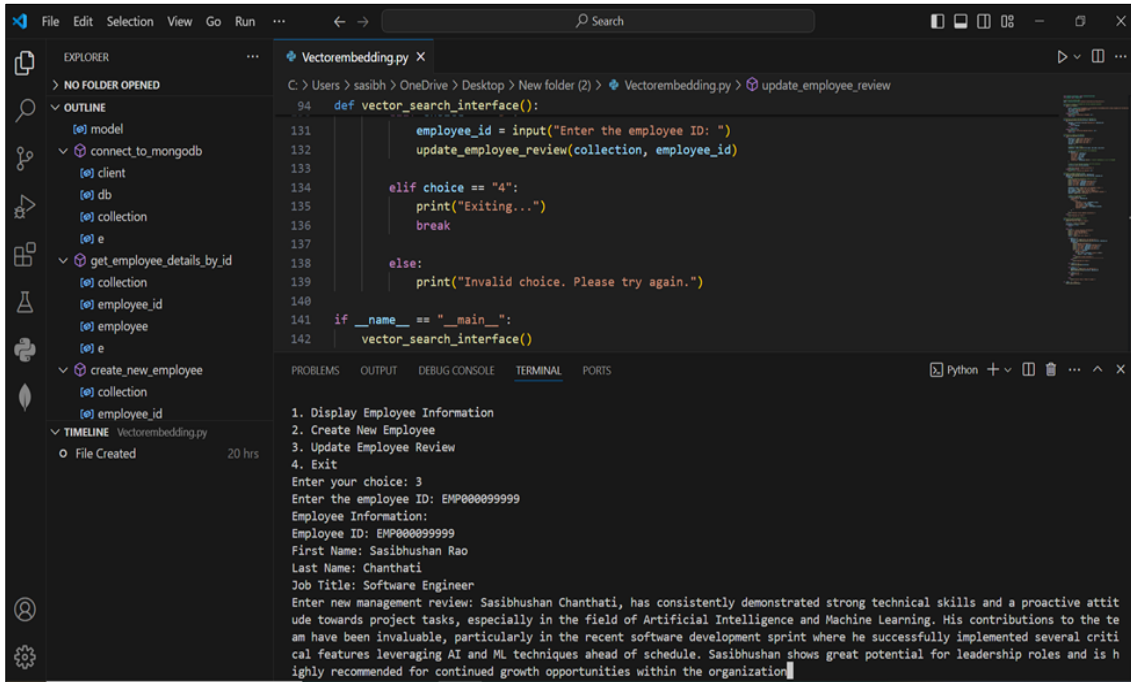 File Edit Selection View Go Run ··· Search
EXPLORER ···
NO FOLDER OPENED
OUTLINE
model
connect_to_mongodb
client
db
collection
e
get_employee_details_by_id
collection
employee_id
employee
e
create_new_employee
collection
employee_id
TIMELINE Vectorembedding.py
File Created 20 hrs
Vectorembedding.py
C: > Users > sasibh > OneDrive > Desktop > New folder (2) > Vectorembedding.py > update_employee_review
94 def vector_search_interface():
131 employee_id = input("Enter the employee ID: ")
132 update_employee_review(collection, employee_id)
133
134 elif choice == "4":
135 print("Exiting...")
136 break
137
138 else:
139 print("Invalid choice. Please try again.")
140
141 if __name__ == "__main__":
142 vector_search_interface()
PROBLEMS OUTPUT DEBUG CONSOLE TERMINAL PORTS Python
1. Display Employee Information
2. Create New Employee
3. Update Employee Review
4. Exit
Enter your choice: 3
Enter the employee ID: EMP000099999
Employee Information:
Employee ID: EMP000099999
First Name: Sasibhushan Rao
Last Name: Chanthati
Job Title: Software Engineer
Enter new management review: Sasibhushan Chanthati, has consistently demonstrated strong technical skills and a proactive attit
ude towards project tasks, especially in the field of Artificial Intelligence and Machine Learning. His contributions to the te
am have been invaluable, particularly in the recent software development sprint where he successfully implemented several criti
cal features leveraging AI and ML techniques ahead of schedule. Sasibhushan shows great potential for leadership roles and is h
ighly recommended for continued growth opportunities within the organization